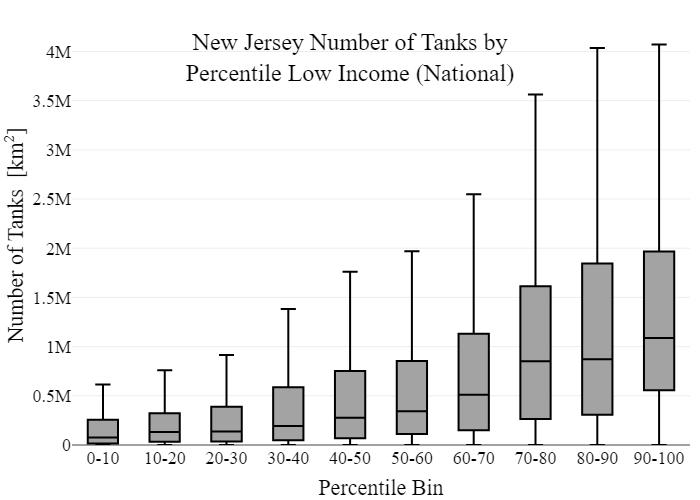 New Jersey Number of Tanks by
Percentile Low Income (National)
Number of Tanks [km²]
4M
3.5M
3M
2.5M
2M
1.5M
1M
0.5M
0
0-10 10-20 20-30 30-40 40-50 50-60 60-70 70-80 80-90 90-100
Percentile Bin